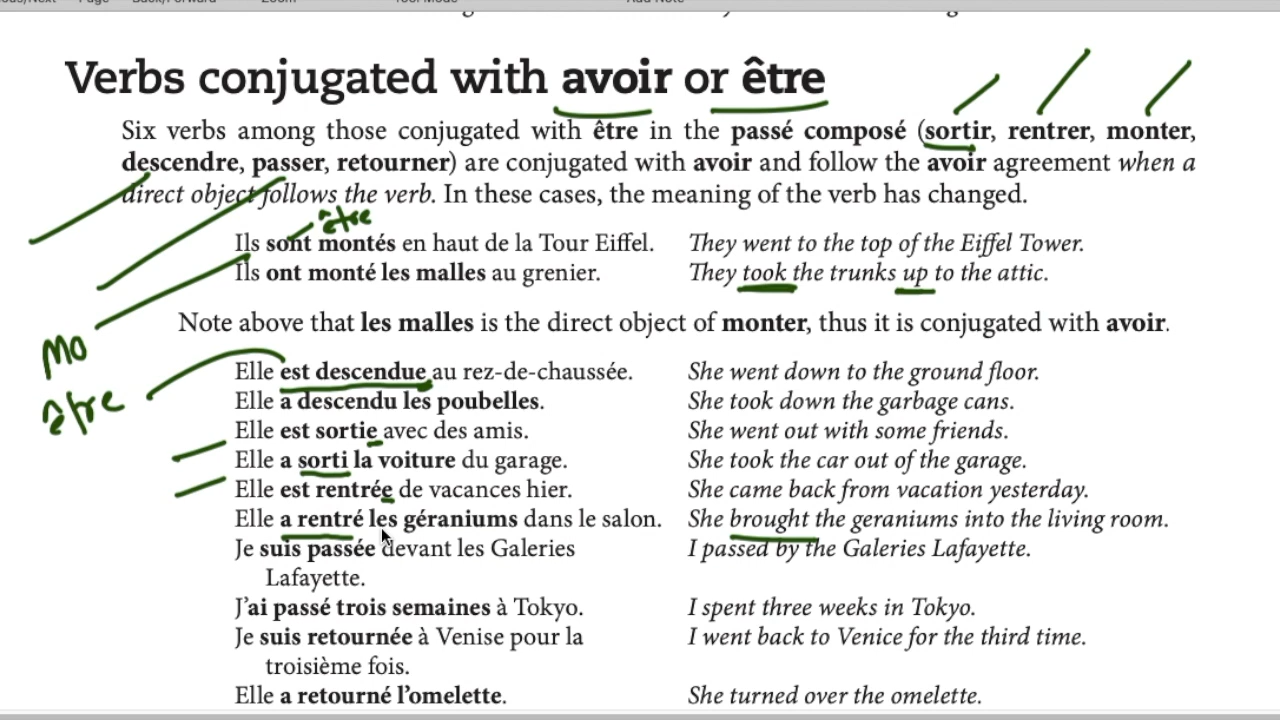 Verbs conjugated with avoir or être
Six verbs among those conjugated with être in the passé composé (sortir, rentrer, monter,
descendre, passer, retourner) are conjugated with avoir and follow the avoir agreement when a
direct object follows the verb. In these cases, the meaning of the verb has changed.
être
Ils sont montés en haut de la Tour Eiffel. They went to the top of the Eiffel Tower.
Ils ont monté les malles au grenier. They took the trunks up to the attic.
Note above that les malles is the direct object of monter, thus it is conjugated with avoir.
Mo
être
Elle est descendue au rez-de-chaussée. She went down to the ground floor.
Elle a descendu les poubelles. She took down the garbage cans.
Elle est sortie avec des amis. She went out with some friends.
Elle a sorti la voiture du garage. She took the car out of the garage.
Elle est rentrée de vacances hier. She came back from vacation yesterday.
Elle a rentré les géraniums dans le salon. She brought the geraniums into the living room.
Je suis passée devant les Galeries I passed by the Galeries Lafayette.
Lafayette.
J'ai passé trois semaines à Tokyo. I spent three weeks in Tokyo.
Je suis retournée à Venise pour la I went back to Venice for the third time.
troisième fois.
Elle a retourné l'omelette. She turned over the omelette.